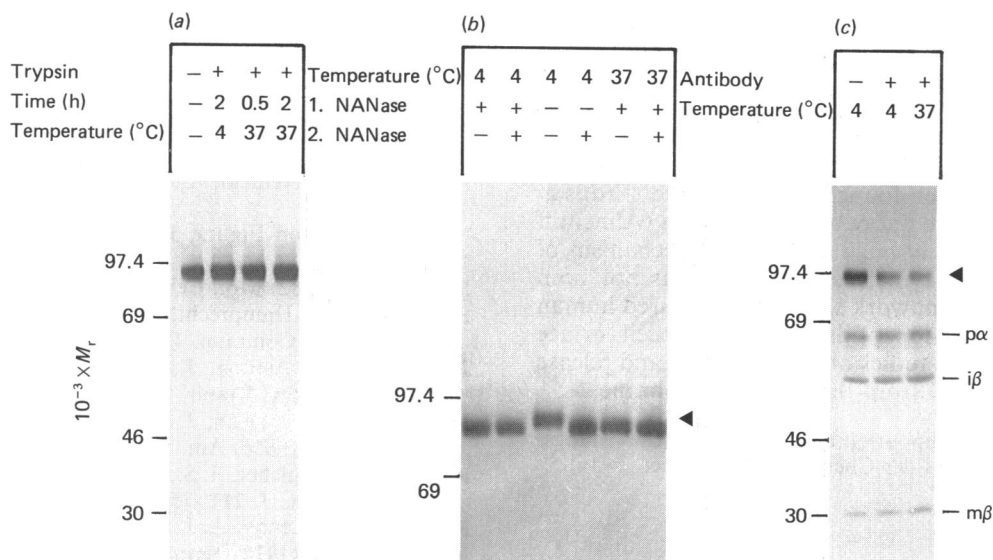 (a)
Trypsin – + + +
Time (h) – 2 0.5 2
Temperature (°C) – 4 37 37
10⁻³ × Mᵣ
97.4
69
46
30
(b)
Temperature (°C) 4 4 4 4 37 37
1. NANase + + – – + +
2. NANase – + – + – +
97.4
69
(c)
Antibody – + +
Temperature (°C) 4 4 37
97.4
69
46
30
pα
iβ
mβ